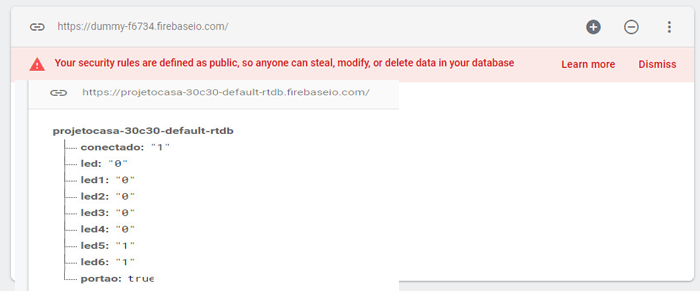 https://dummy-f6734.firebaseio.com/
Your security rules are defined as public, so anyone can steal, modify, or delete data in your database Learn more Dismiss
https://projetocasa-30c30-default-rtdb.firebaseio.com/
projetocasa-30c30-default-rtdb
conectado: "1"
led: "0"
led1: "0"
led2: "0"
led3: "0"
led4: "0"
led5: "1"
led6: "1"
portao: true